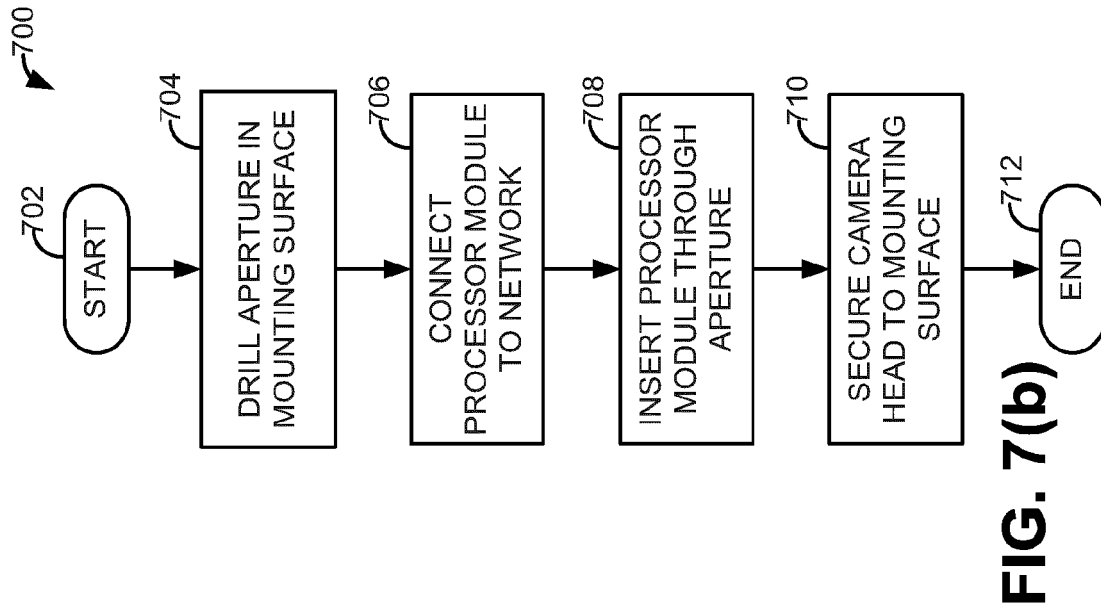 700
702
START
704
DRILL APERTURE IN
MOUNTING SURFACE
706
CONNECT
PROCESSOR MODULE
TO NETWORK
708
INSERT PROCESSOR
MODULE THROUGH
APERTURE
710
SECURE CAMERA
HEAD TO MOUNTING
SURFACE
712
END
FIG. 7(b)